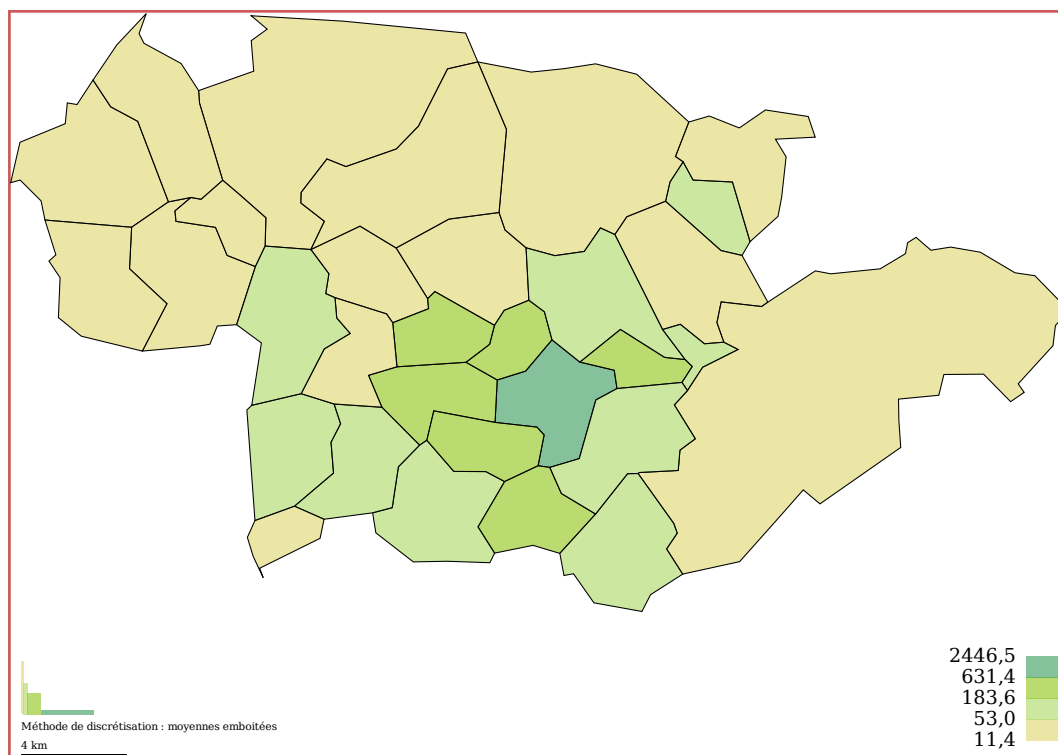 2446,5
631,4
183,6
53,0
11,4
Méthode de discrétisation : moyennes emboitées
4 km